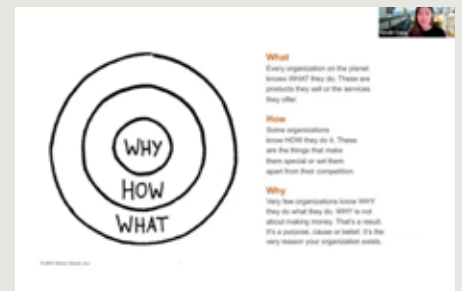 WHY
HOW
WHAT
What
Every organization on the planet
knows WHAT they do. These are
products they sell or the services
they offer.
How
Some organizations
know HOW they do it. These
are the things that make
them special or set them
apart from their competition.
Why
Very few organizations know WHY
they do what they do. WHY is not
about making money. That's a result.
It's a purpose, cause or belief. It's the
very reason your organization exists.